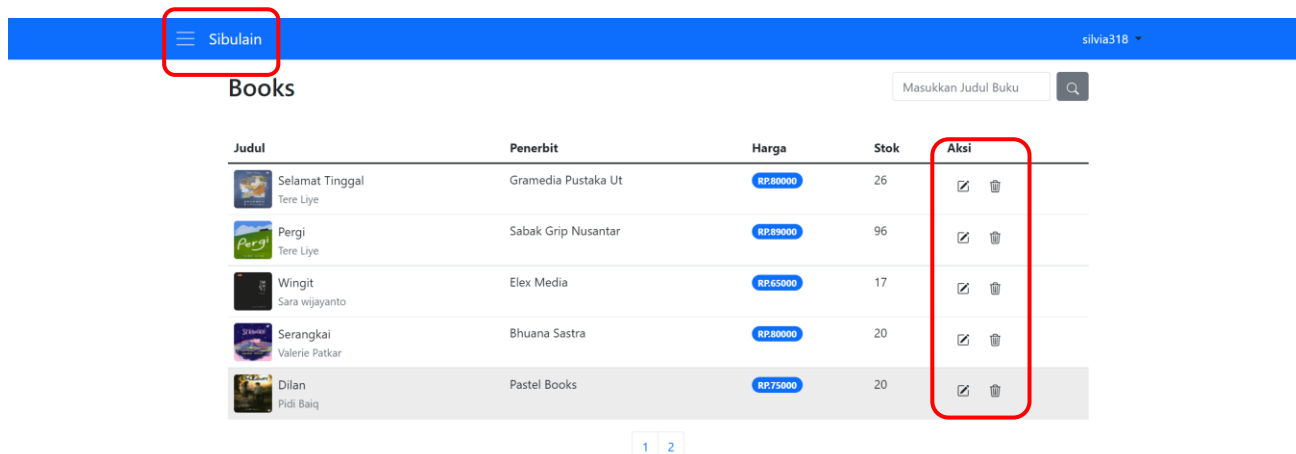 Sibulain silvia318
Books Masukkan Judul Buku
Judul Penerbit Harga Stok Aksi
Selamat Tinggal Gramedia Pustaka Ut RP.80000 26
Tere Liye
Pergi Sabak Grip Nusantar RP.89000 96
Tere Liye
Pergi
Wingit Elex Media RP.65000 17
Sara wijayanto
Serangkai Bhuana Sastra RP.80000 20
Valerie Patkar
Dilan Pastel Books RP.75000 20
Pidi Baiq
1 2